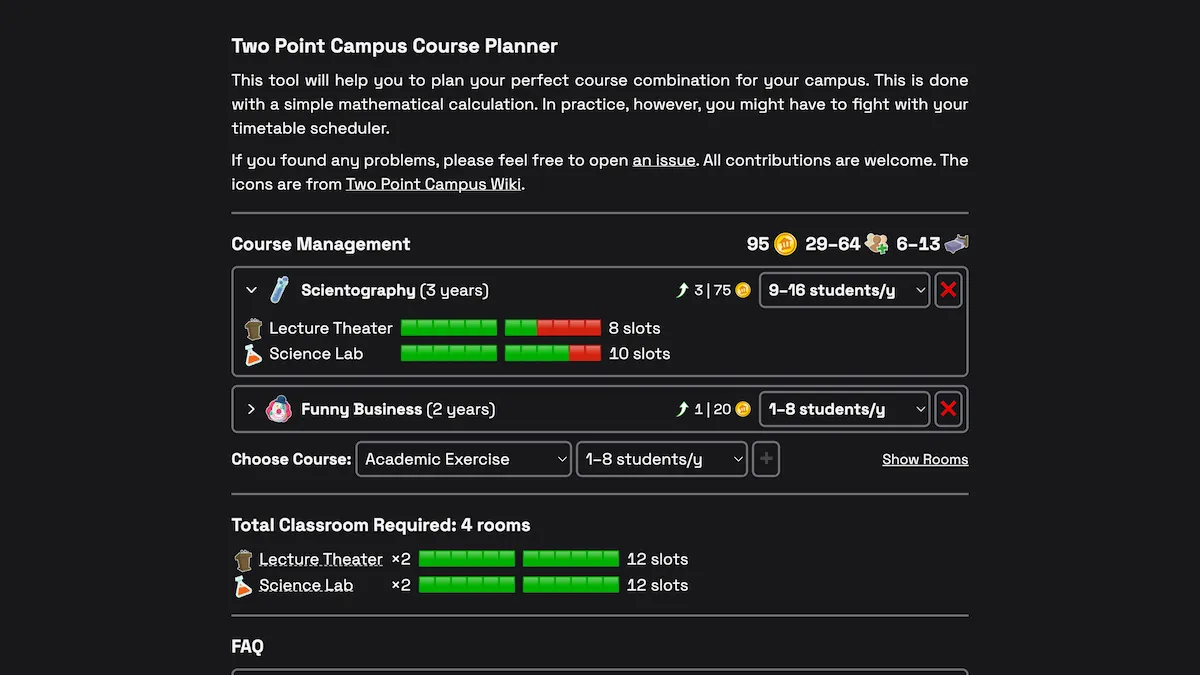 Two Point Campus Course Planner
This tool will help you to plan your perfect course combination for your campus. This is done
with a simple mathematical calculation. In practice, however, you might have to fight with your
timetable scheduler.
If you found any problems, please feel free to open an issue. All contributions are welcome. The
icons are from Two Point Campus Wiki.
Course Management 95 29–64 6–13
Scientography (3 years) 3|75 9–16 students/y
Lecture Theater 8 slots
Science Lab 10 slots
Funny Business (2 years) 1|20 1–8 students/y
Choose Course: Academic Exercise 1–8 students/y + Show Rooms
Total Classroom Required: 4 rooms
Lecture Theater ×2 12 slots
Science Lab ×2 12 slots
FAQ